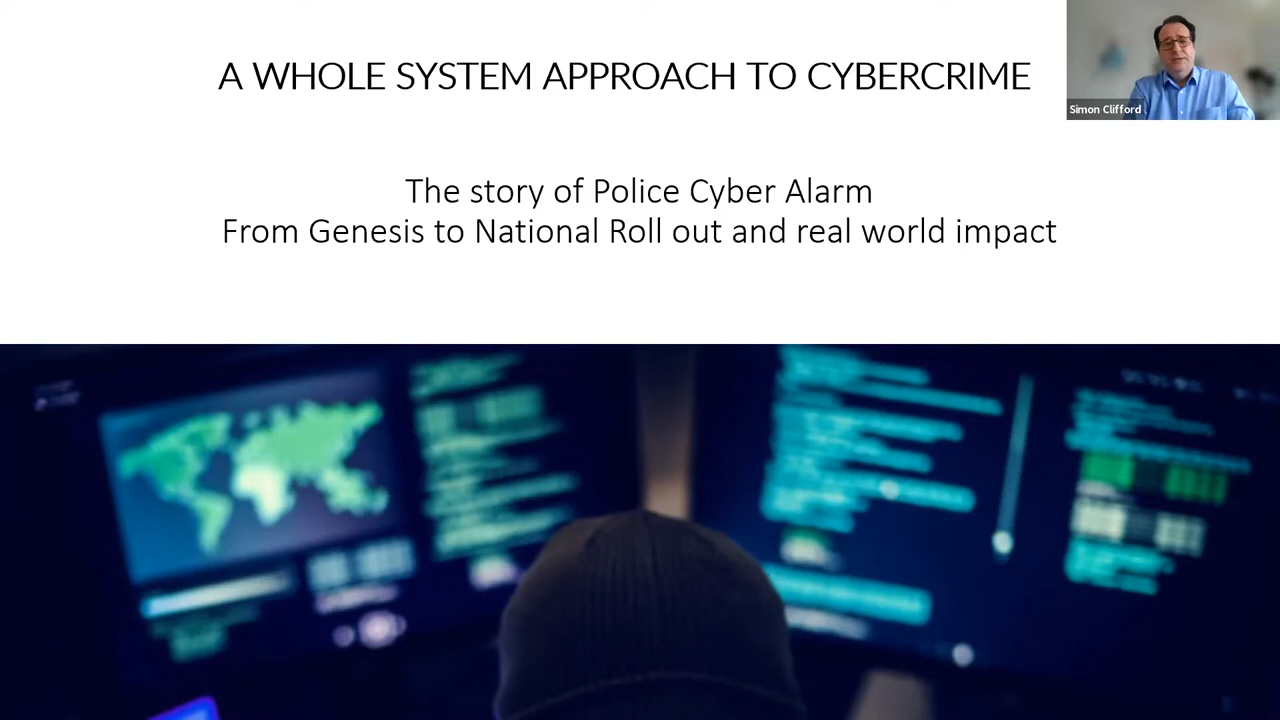 A WHOLE SYSTEM APPROACH TO CYBERCRIME
Simon Clifford
The story of Police Cyber Alarm
From Genesis to National Roll out and real world impact